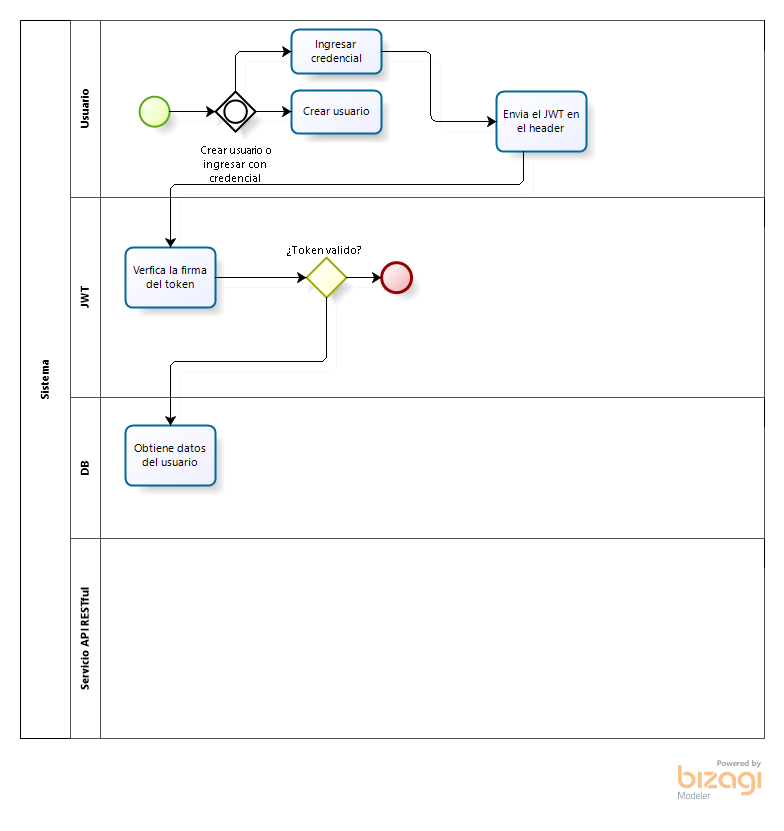 Sistema
Usuario
Ingresar
credencial
Crear usuario
Envia el JWT en
el header
Crear usuario o
ingresar con
credencial
JWT
¿Token valido?
Verfica la firma
del token
DB
Obtiene datos
del usuario
Servicio API RESTful
Powered by
bizagi
Modeler